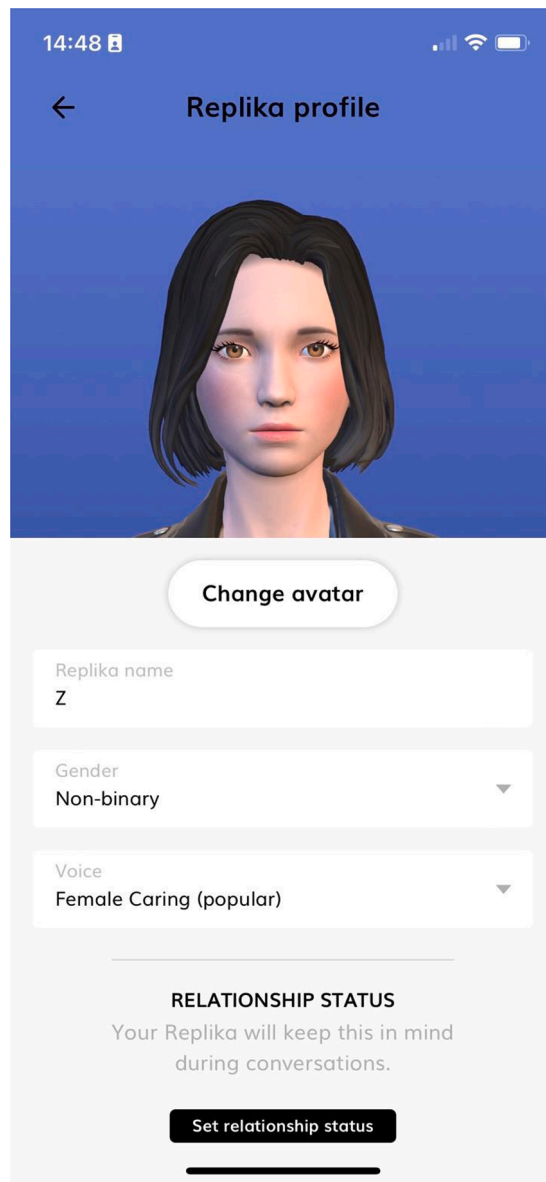 14:48
Replika profile
Change avatar
Replika name
Z
Gender
Non-binary
Voice
Female Caring (popular)
RELATIONSHIP STATUS
Your Replika will keep this in mind
during conversations.
Set relationship status